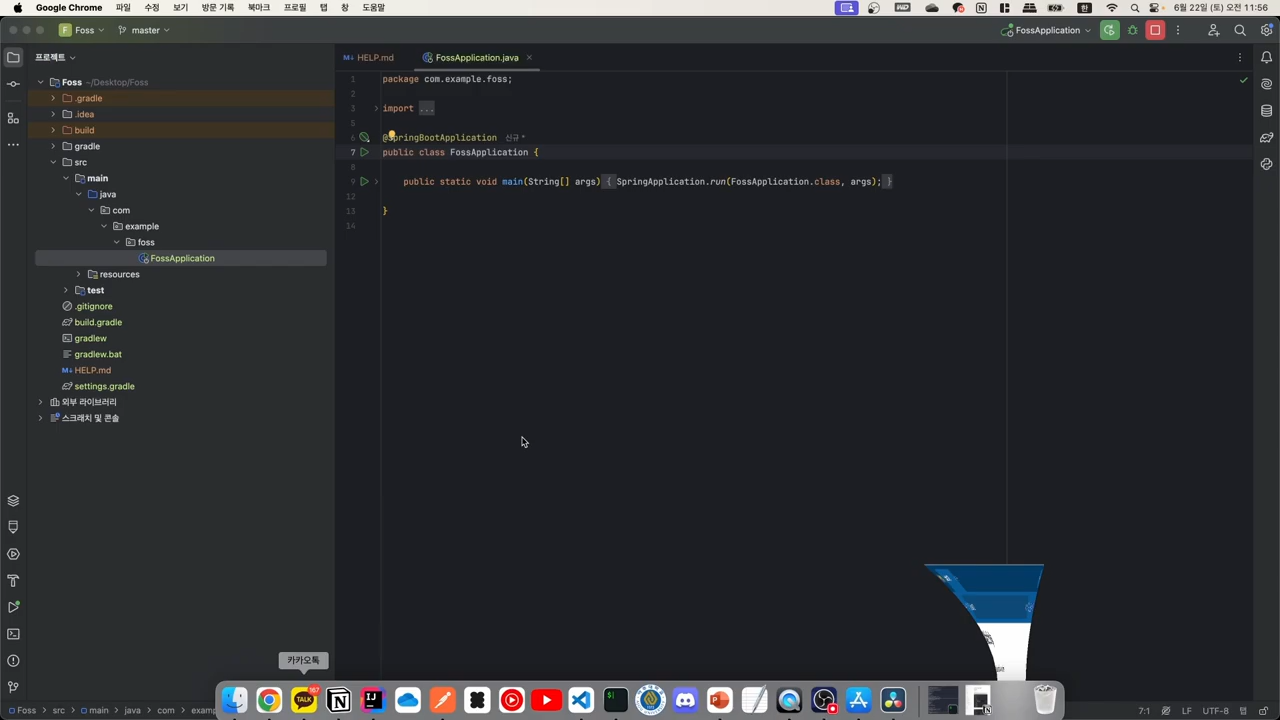 Google Chrome 파일 수정 보기 방문 기록 북마크 프로필 탭 창 도움말 한 6월 22일 (토) 오전 11:56
F Foss master FossApplication
프로젝트 HELP.md FossApplication.java
Foss ~/Desktop/Foss
.gradle
.idea
build
gradle
src
main
java
com
example
foss
FossApplication
resources
test
.gitignore
build.gradle
gradlew
gradlew.bat
HELP.md
settings.gradle
외부 라이브러리
스크래치 및 콘솔
1 package com.example.foss;
2
3 import ...
5
6 @SpringBootApplication 신규
7 public class FossApplication {
8
9 public static void main(String[] args) { SpringApplication.run(FossApplication.class, args); }
12
13 }
14
카카오톡
TALK 167
Foss src main java com 7:1 LF UTF-8